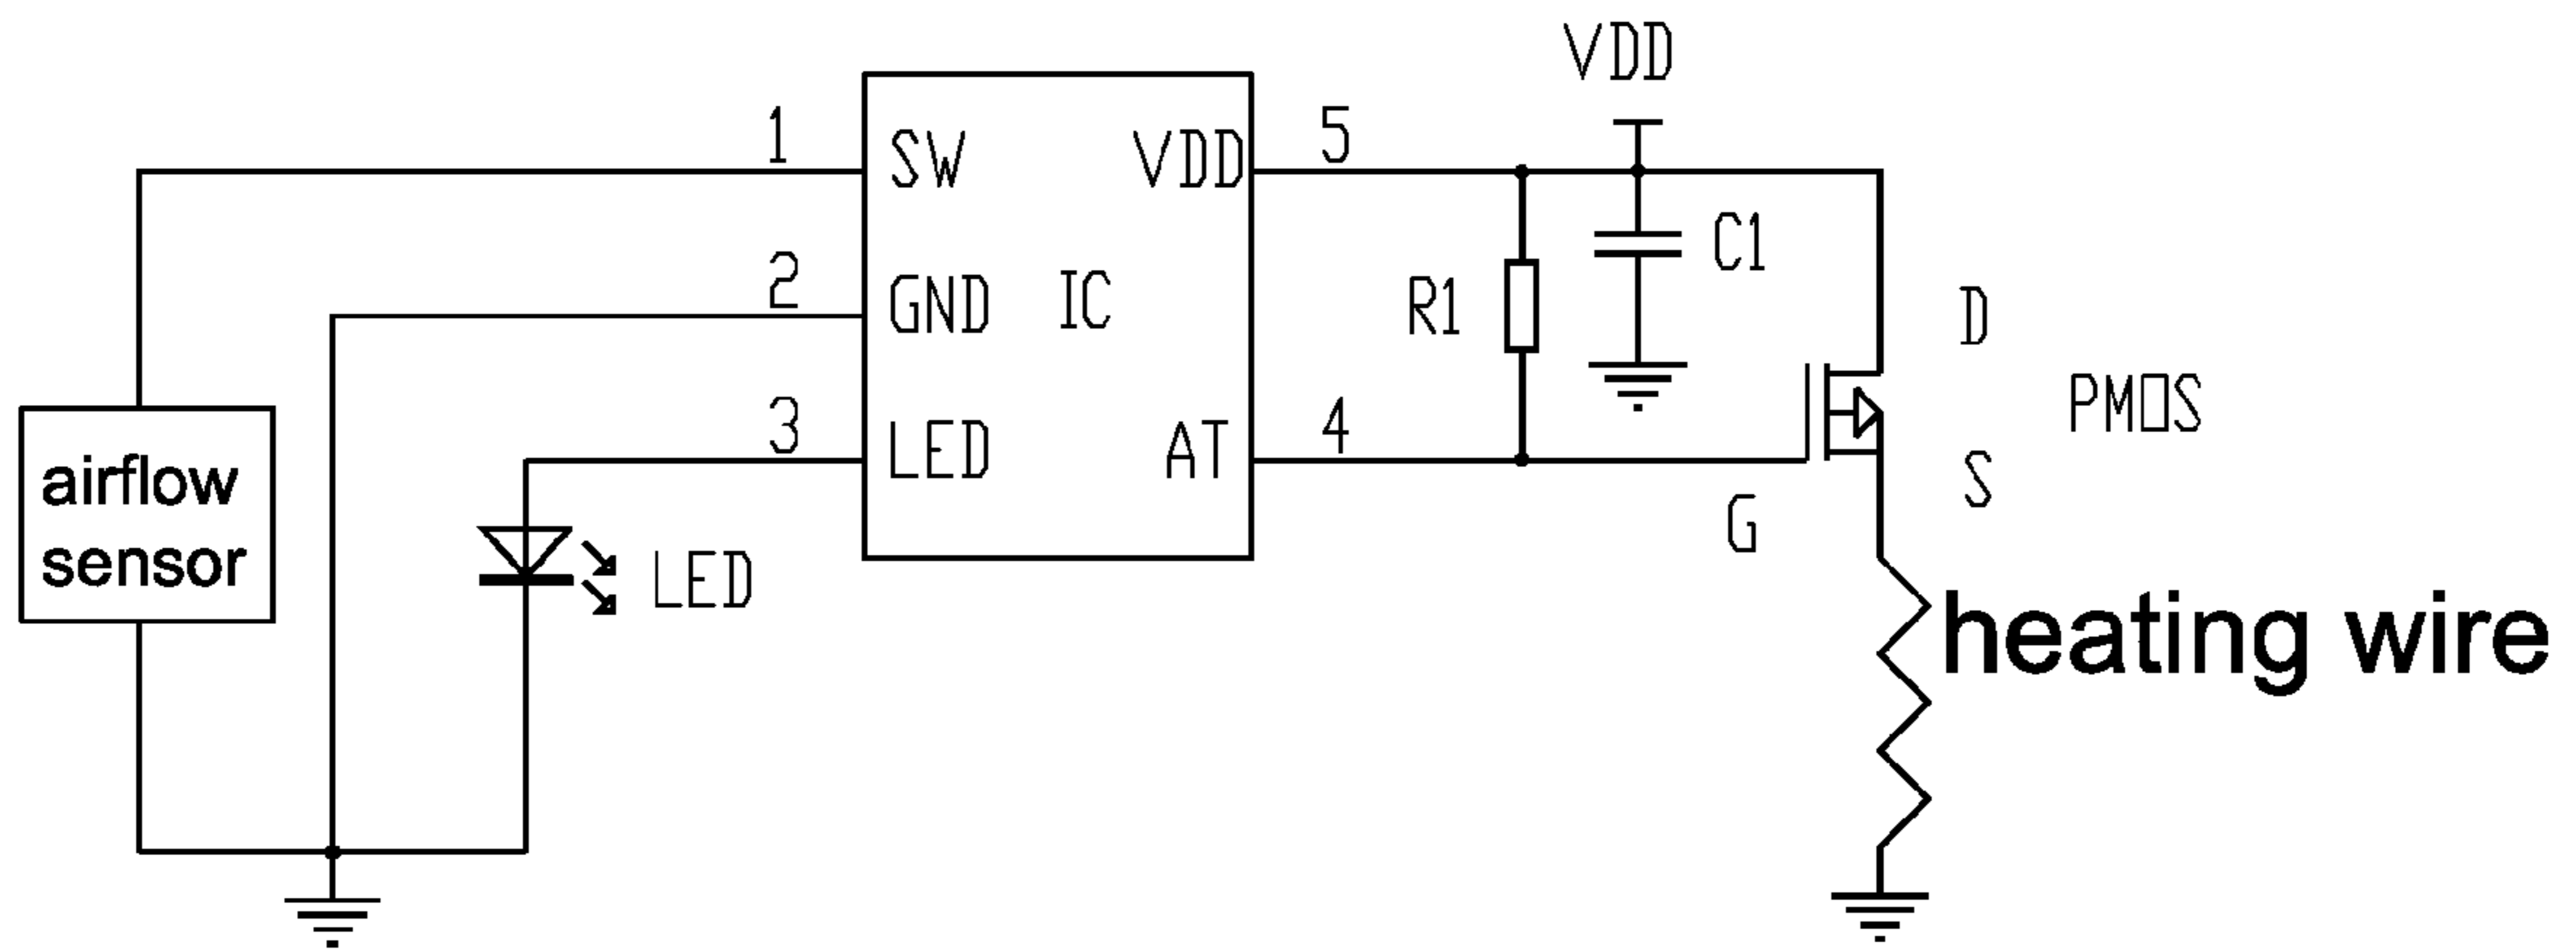 VDD
1
SW
VDD
5
C1
2
GND
IC
R1
D
PMOS
3
LED
AT
4
S
G
airflow
sensor
LED
heating wire